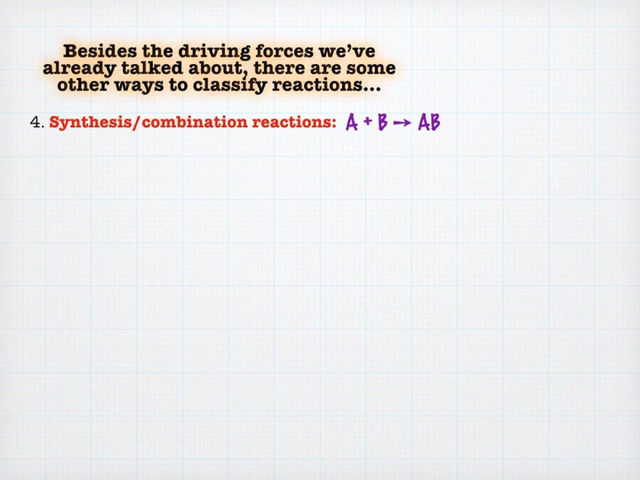 Besides the driving forces we've
already talked about, there are some
other ways to classify reactions...
4. Synthesis/combination reactions: A + B → AB